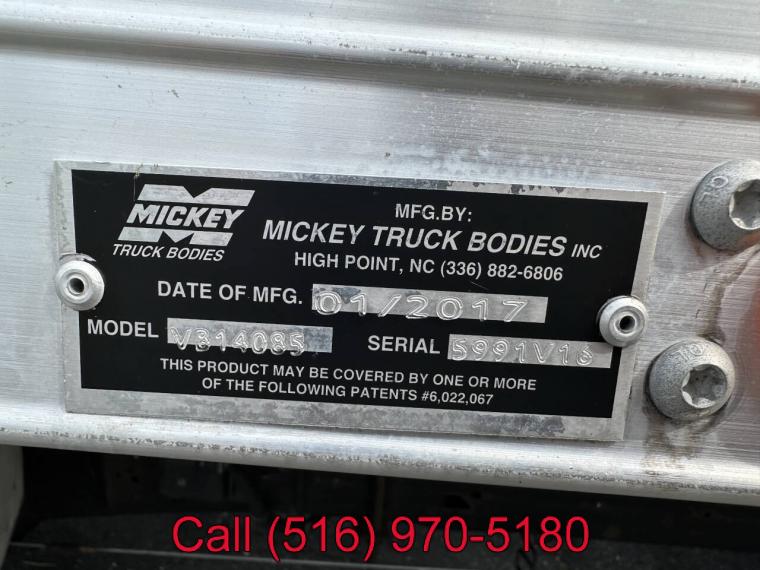 MICKEY
TRUCK BODIES
MFG.BY:
MICKEY TRUCK BODIES INC
HIGH POINT, NC (336) 882-6806
DATE OF MFG. 01/2017
MODEL V314085 SERIAL 5991V16
THIS PRODUCT MAY BE COVERED BY ONE OR MORE
OF THE FOLLOWING PATENTS #6,022,067
Call (516) 970-5180